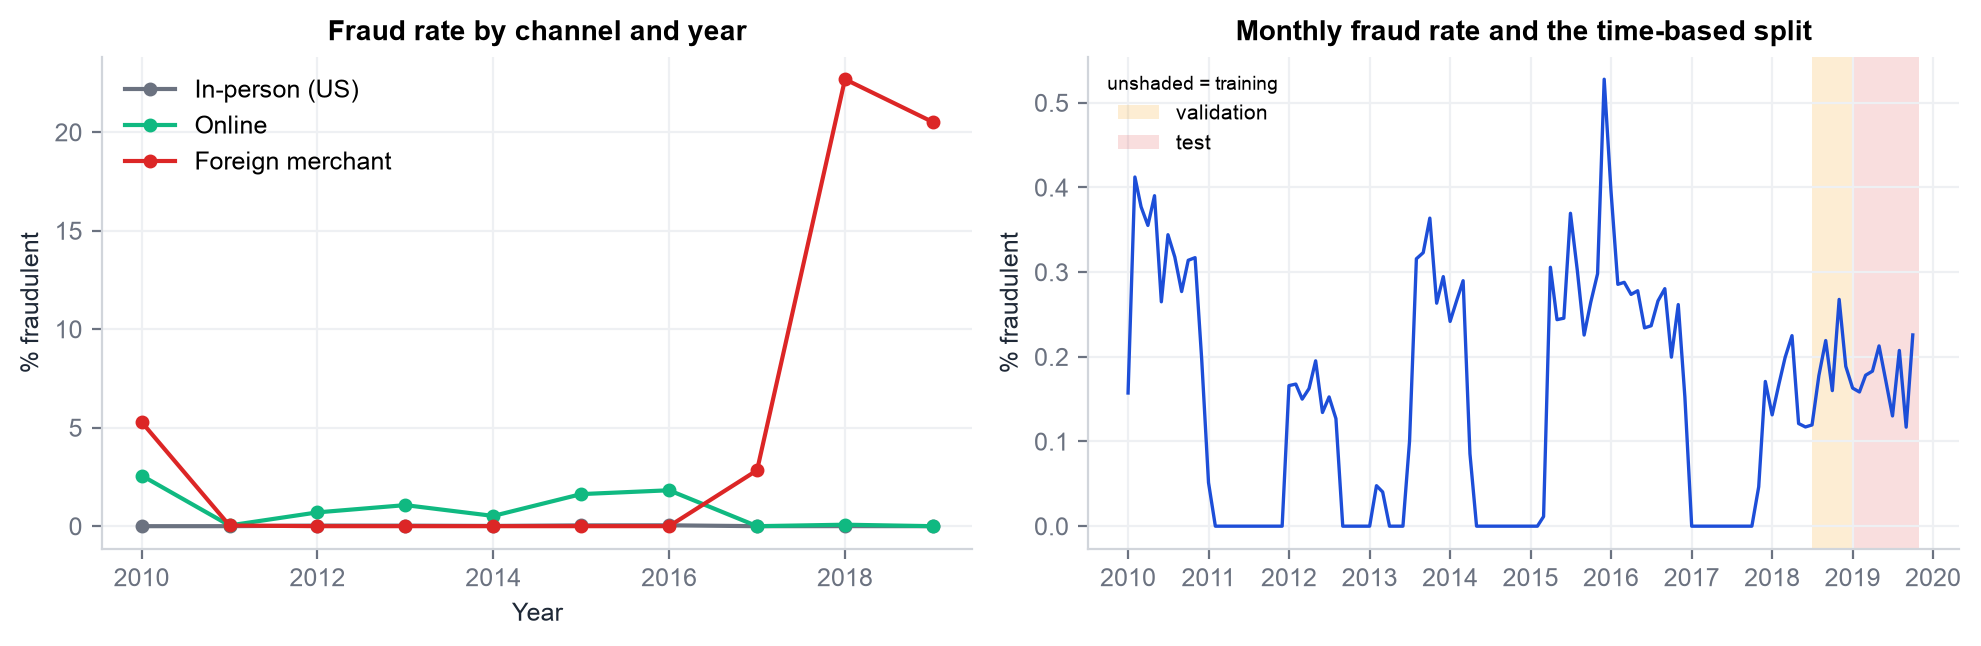 Fraud rate by channel and year
% fraudulent
20
15
10
5
0
In-person (US)
Online
Foreign merchant
2010 2012 2014 2016 2018
Year
Monthly fraud rate and the time-based split
% fraudulent
0.5
0.4
0.3
0.2
0.1
0.0
unshaded = training
validation
test
2010 2011 2012 2013 2014 2015 2016 2017 2018 2019 2020